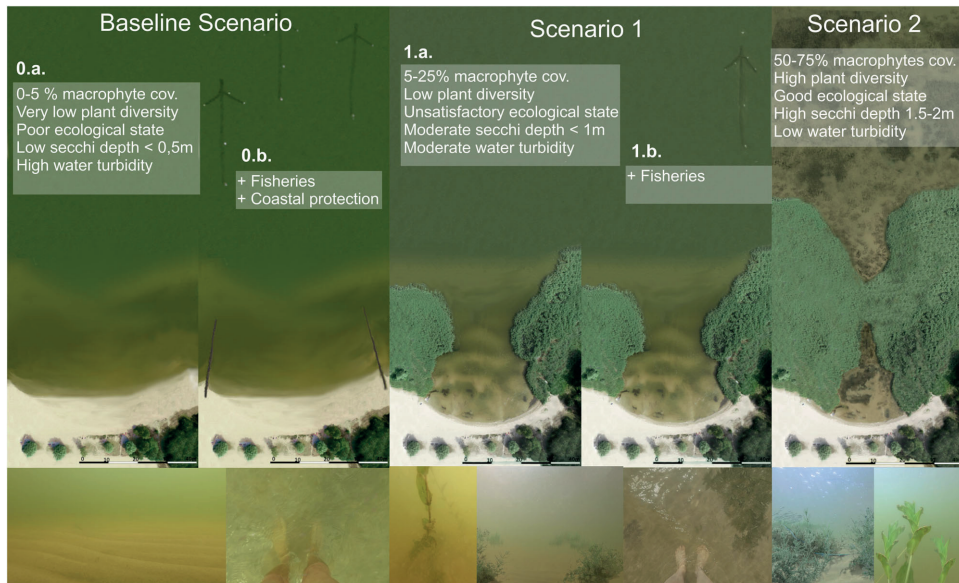 Baseline Scenario
0.a.
0-5 % macrophyte cov.
Very low plant diversity
Poor ecological state
Low secchi depth < 0,5m
High water turbidity
0.b.
+ Fisheries
+ Coastal protection
Scenario 1
1.a.
5-25% macrophyte cov.
Low plant diversity
Unsatisfactory ecological state
Moderate secchi depth < 1m
Moderate water turbidity
1.b.
+ Fisheries
Scenario 2
50-75% macrophytes cov.
High plant diversity
Good ecological state
High secchi depth 1.5-2m
Low water turbidity